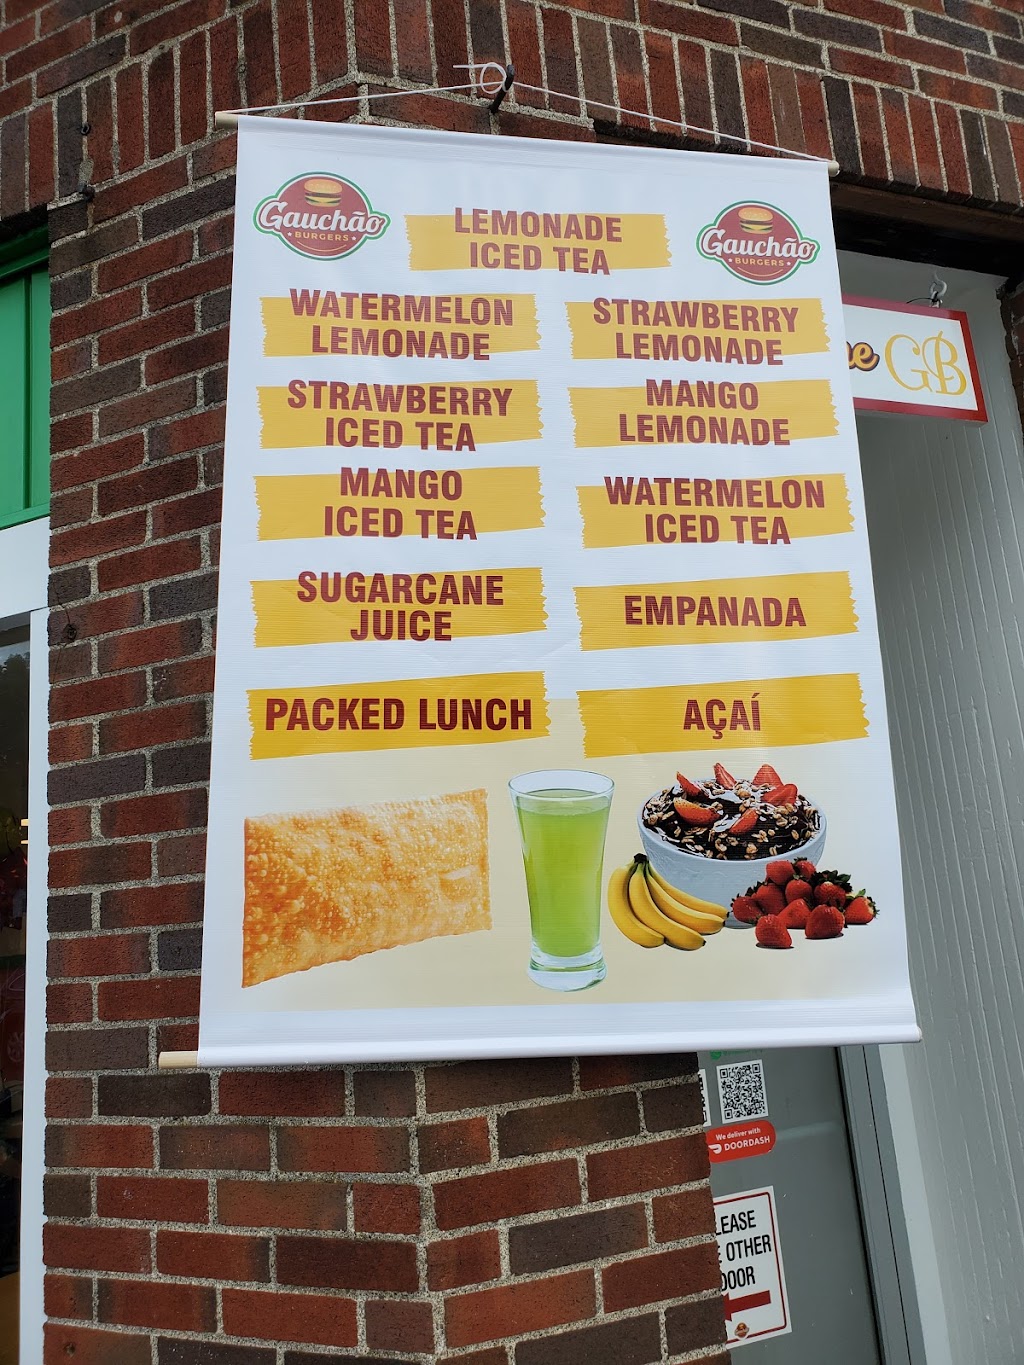 Gauchão
BURGERS
LEMONADE
ICED TEA
Gauchão
BURGERS
WATERMELON
LEMONADE
STRAWBERRY
LEMONADE
STRAWBERRY
ICED TEA
MANGO
LEMONADE
MANGO
ICED TEA
WATERMELON
ICED TEA
SUGARCANE
JUICE
EMPANADA
PACKED LUNCH
AÇAÍ
GB
We deliver with
DOORDASH
LEASE
OTHER
DOOR